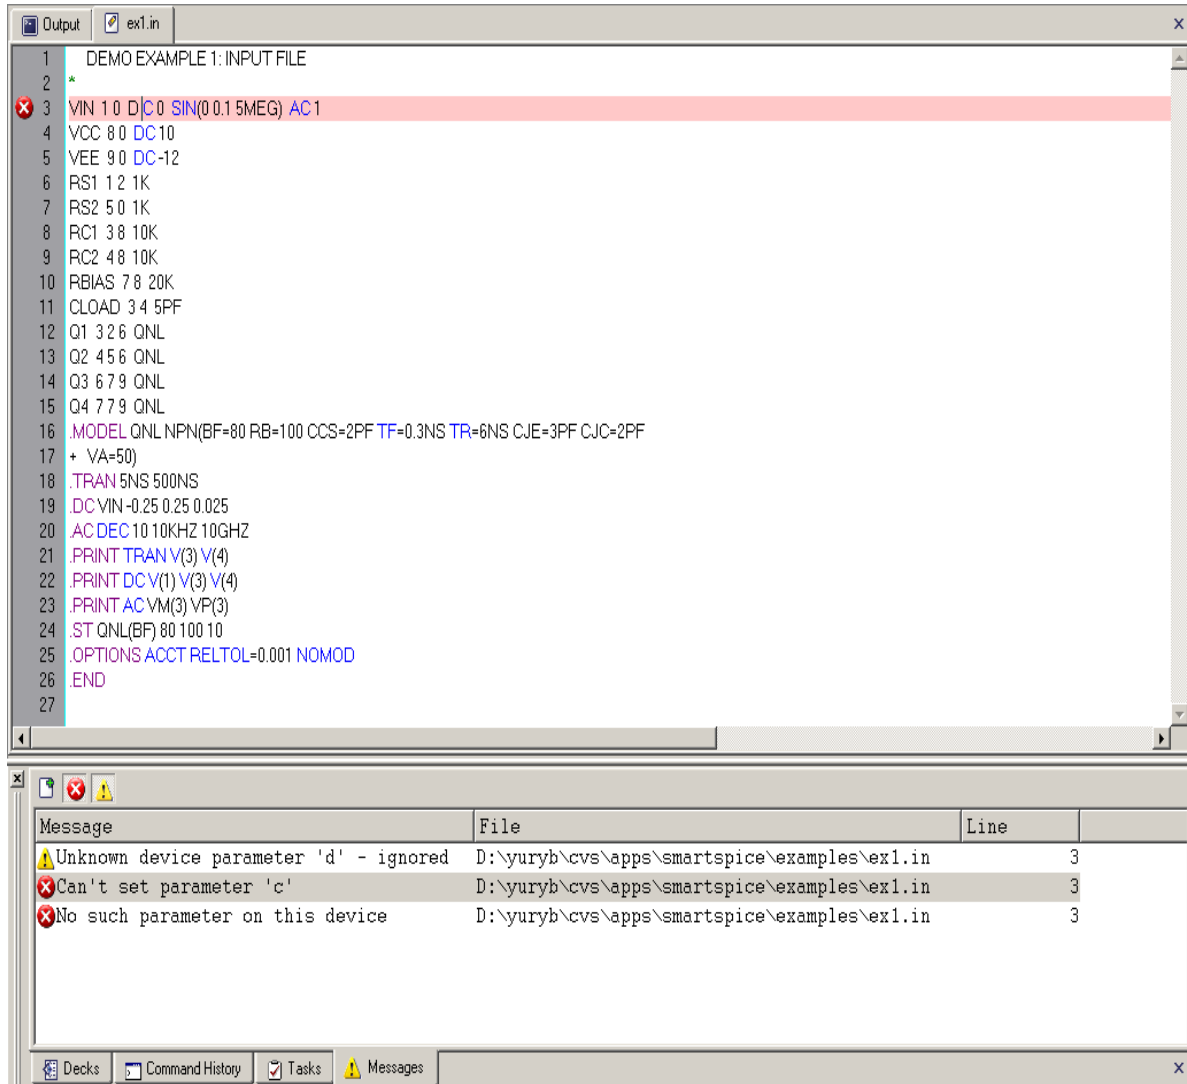 Output ex1.in
1 DEMO EXAMPLE 1: INPUT FILE
2 *
3 VIN 1 0 D C 0 SIN(0 0.1 5MEG) AC 1
4 VCC 8 0 DC 10
5 VEE 9 0 DC -12
6 RS1 1 2 1K
7 RS2 5 0 1K
8 RC1 3 8 10K
9 RC2 4 8 10K
10 RBIAS 7 8 20K
11 CLOAD 3 4 5PF
12 Q1 3 2 6 QNL
13 Q2 4 5 6 QNL
14 Q3 6 7 9 QNL
15 Q4 7 7 9 QNL
16 .MODEL QNL NPN(BF=80 RB=100 CCS=2PF TF=0.3NS TR=6NS CJE=3PF CJC=2PF
17 + VA=50)
18 .TRAN 5NS 500NS
19 .DC VIN -0.25 0.25 0.025
20 .AC DEC 10 10KHZ 10GHZ
21 .PRINT TRAN V(3) V(4)
22 .PRINT DC V(1) V(3) V(4)
23 .PRINT AC VM(3) VP(3)
24 .ST QNL(BF) 80 100 10
25 .OPTIONS ACCT RELTOL=0.001 NOMOD
26 .END
27
Message File Line
Unknown device parameter 'd' - ignored D:\yuryb\cvs\apps\smartspice\examples\ex1.in 3
Can't set parameter 'c' D:\yuryb\cvs\apps\smartspice\examples\ex1.in 3
No such parameter on this device D:\yuryb\cvs\apps\smartspice\examples\ex1.in 3
Decks Command History Tasks Messages